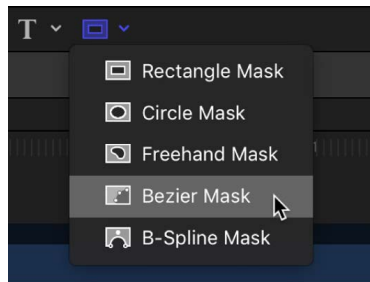 T
Rectangle Mask
Circle Mask
Freehand Mask
Bezier Mask
B-Spline Mask